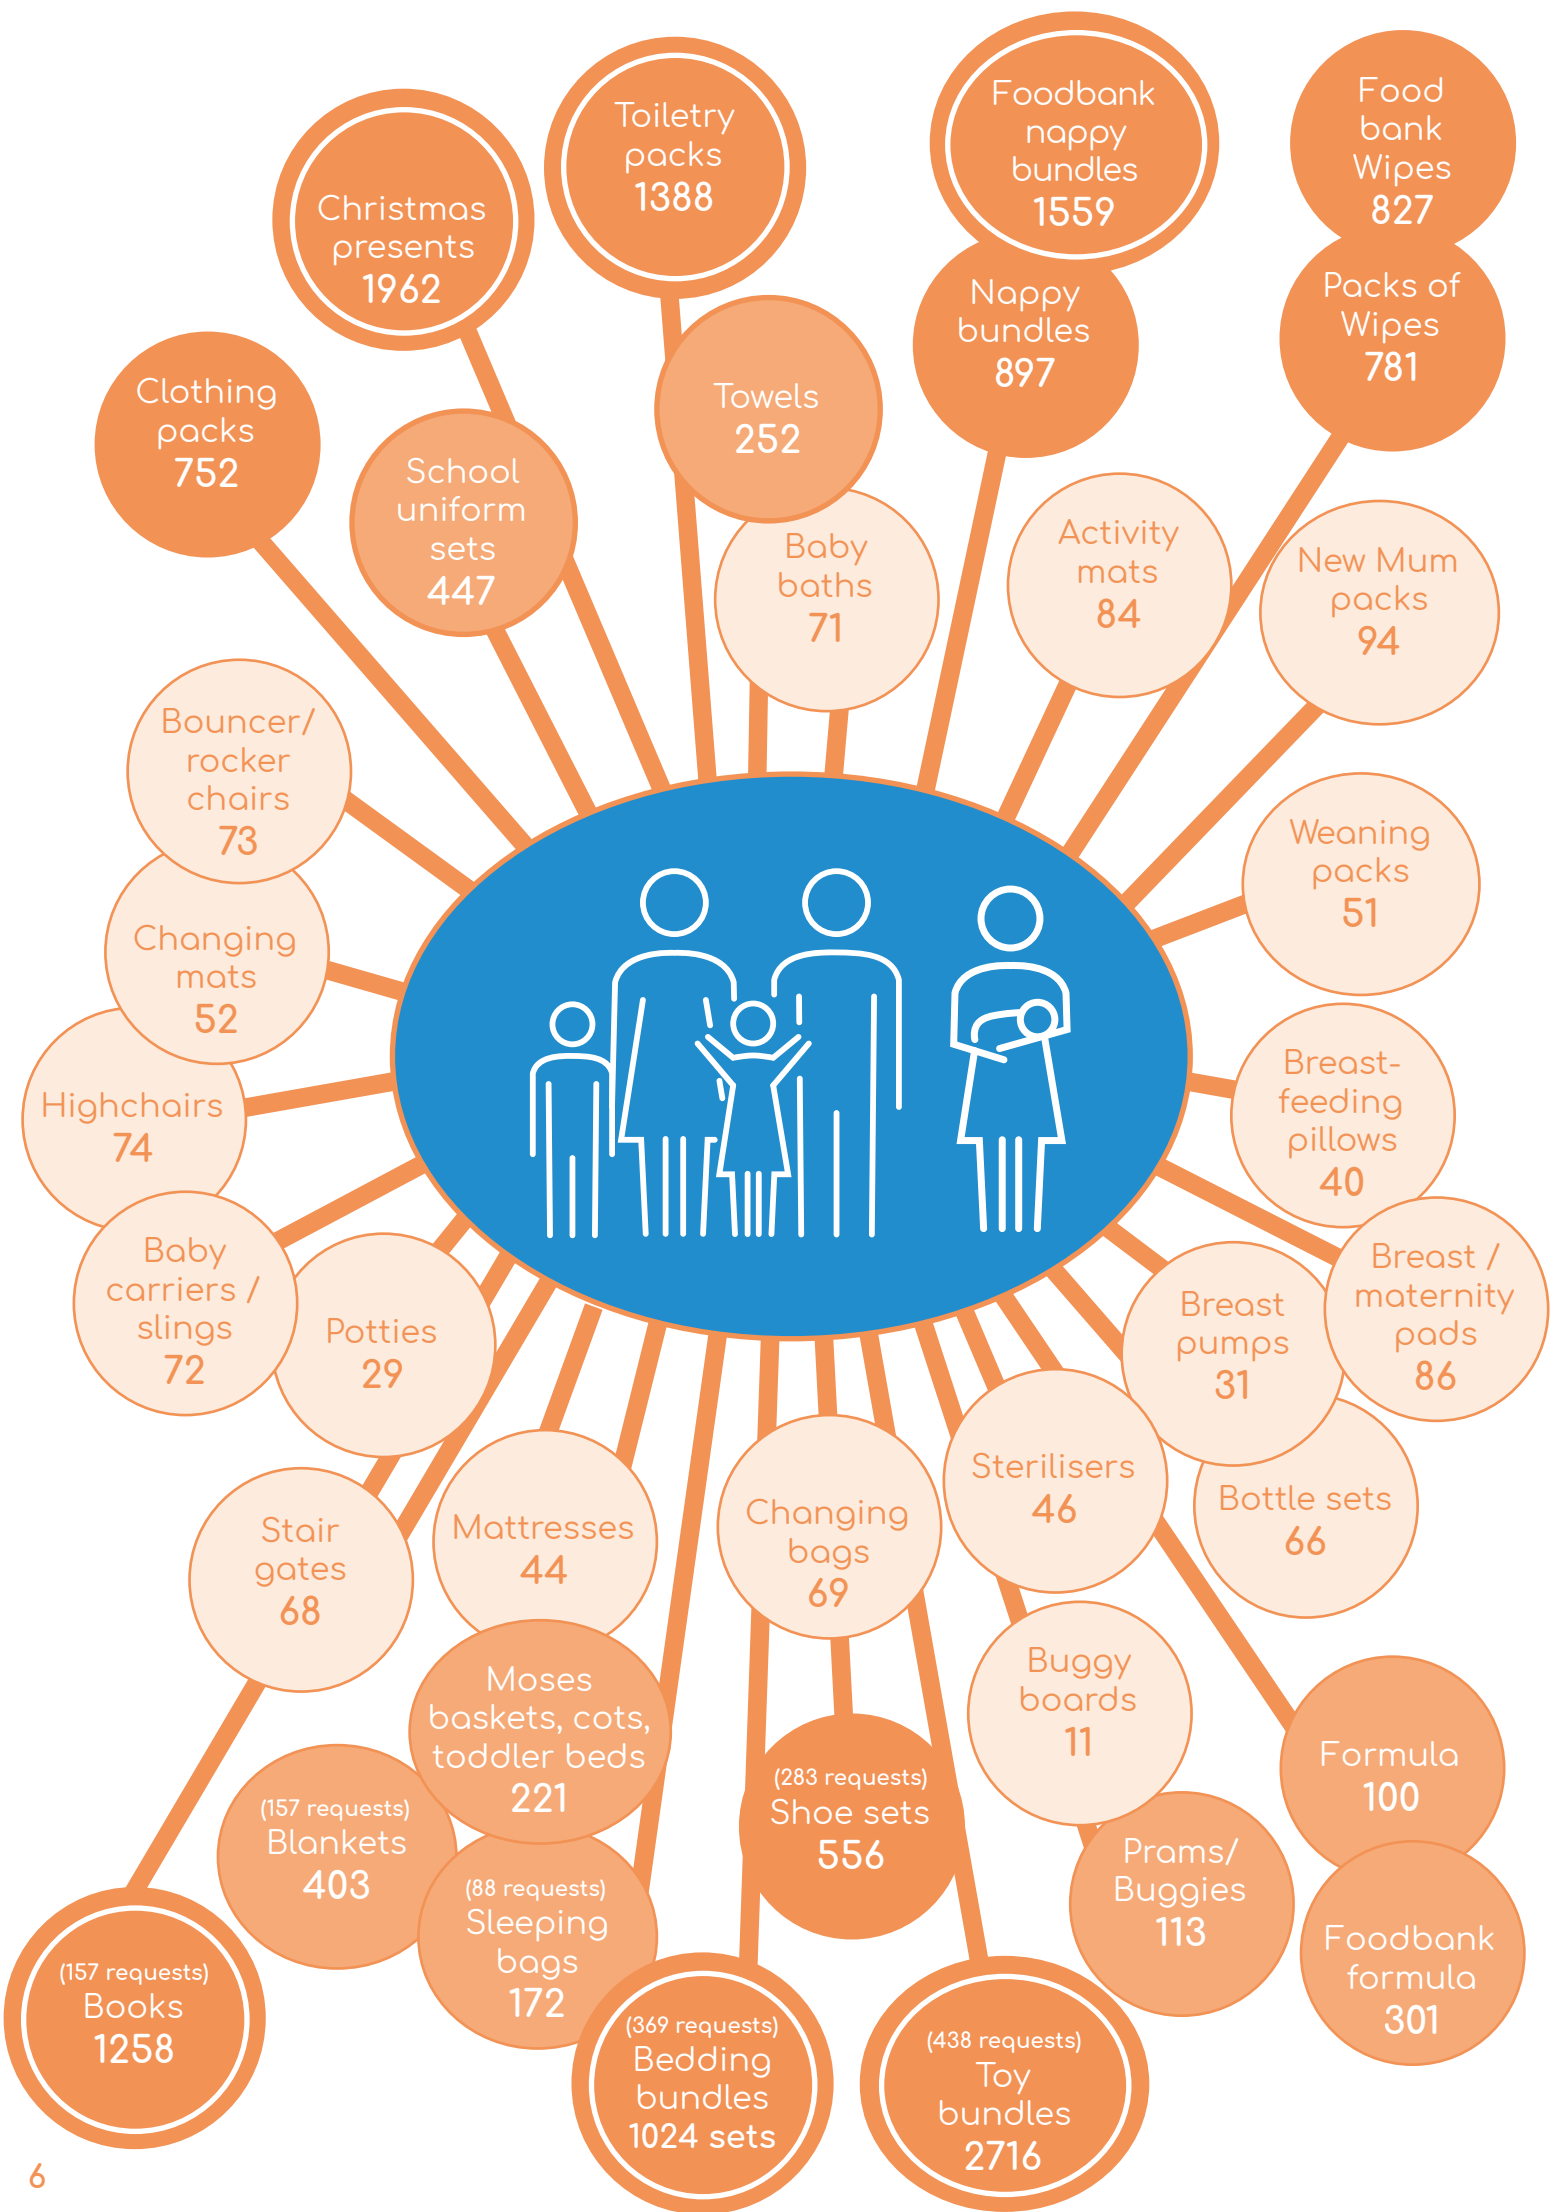 Toiletry
packs
1388
Foodbank
nappy
bundles
1559
Food
bank
Wipes
827
Christmas
presents
1962
Nappy
bundles
897
Packs of
Wipes
781
Clothing
packs
752
Towels
252
School
uniform
sets
447
Baby
baths
71
Activity
mats
84
New Mum
packs
94
Bouncer/
rocker
chairs
73
Weaning
packs
51
Changing
mats
52
Highchairs
74
Breast-
feeding
pillows
40
Baby
carriers /
slings
72
Potties
29
Breast
pumps
31
Breast /
maternity
pads
86
Stair
gates
68
Mattresses
44
Changing
bags
69
Sterilisers
46
Bottle sets
66
Moses
baskets, cots,
toddler beds
221
Buggy
boards
11
Formula
100
(157 requests)
Blankets
403
(283 requests)
Shoe sets
556
Prams/
Buggies
113
(88 requests)
Sleeping
bags
172
Foodbank
formula
301
(157 requests)
Books
1258
(369 requests)
Bedding
bundles
1024 sets
(438 requests)
Toy
bundles
2716
6